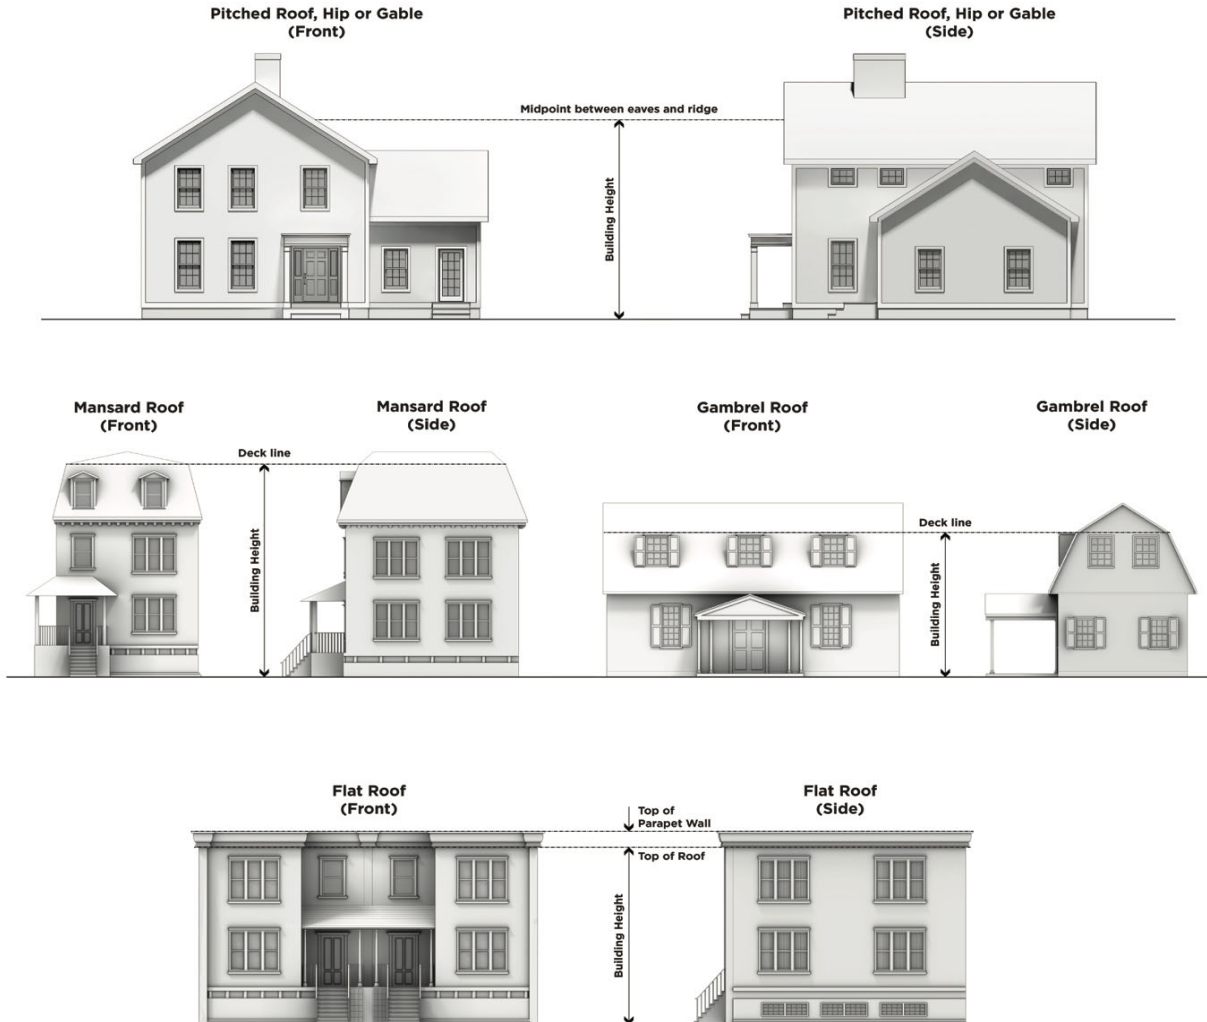 Pitched Roof, Hip or Gable
(Front)
Pitched Roof, Hip or Gable
(Side)
Midpoint between eaves and ridge
Building Height
Mansard Roof
(Front)
Mansard Roof
(Side)
Gambrel Roof
(Front)
Gambrel Roof
(Side)
Deck line
Building Height
Deck line
Building Height
Flat Roof
(Front)
Flat Roof
(Side)
Top of
Parapet Wall
Top of Roof
Building Height